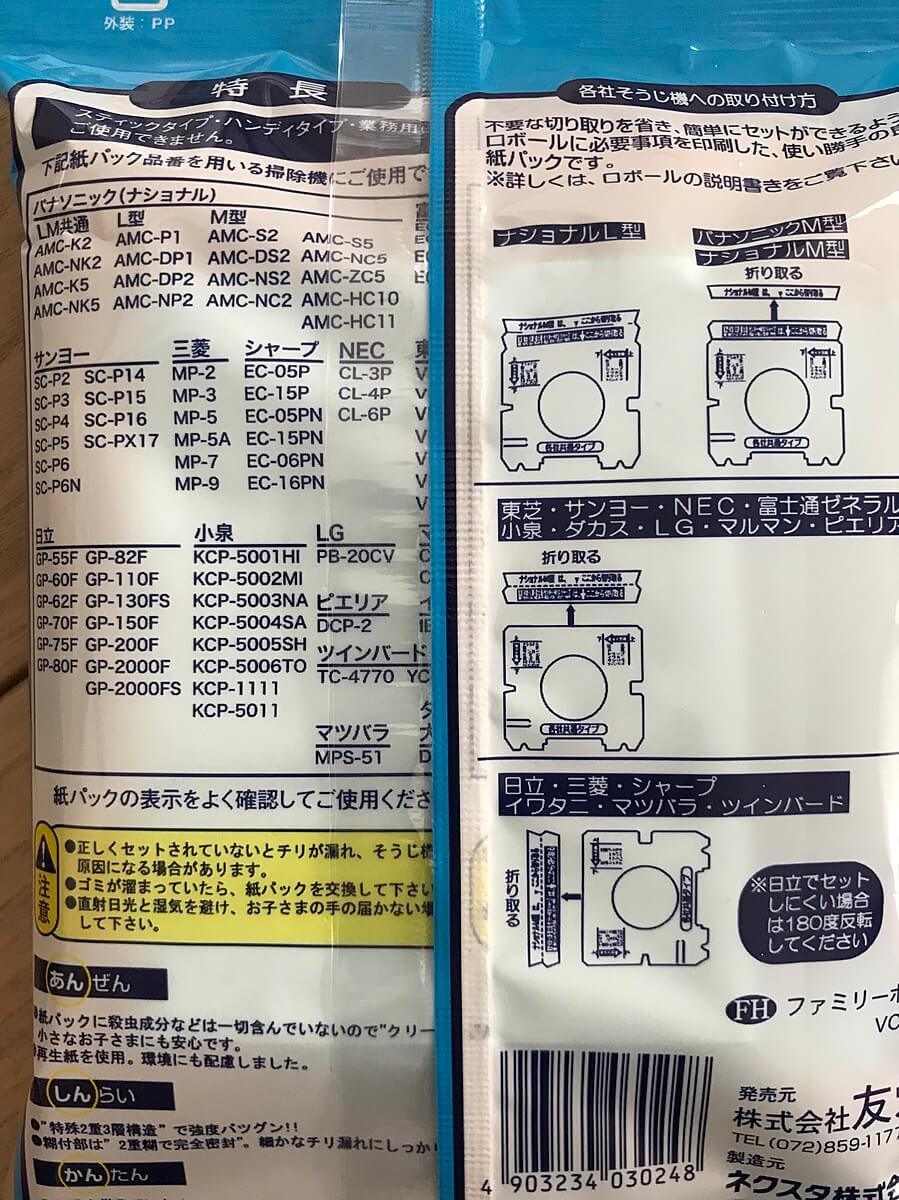 外装：PP
特長
スティックタイプ・ハンディタイプ・業務用
ご使用できません。
下記紙パック品番を用いる掃除機にご使用で
パナソニック(ナショナル)
LM共通 L型 M型
AMC-K2 AMC-P1 AMC-S2 AMC-S5
AMC-NK2 AMC-DP1 AMC-DS2 AMC-NC5
AMC-K5 AMC-DP2 AMC-NS2 AMC-ZC5
AMC-NK5 AMC-NP2 AMC-NC2 AMC-HC10
AMC-HC11
サンヨー 三菱 シャープ NEC
SC-P2 SC-P14 MP-2 EC-05P CL-3P
SC-P3 SC-P15 MP-3 EC-15P CL-4P
SC-P4 SC-P16 MP-5 EC-05PN CL-6P
SC-P5 SC-PX17 MP-5A EC-15PN
SC-P6 MP-7 EC-06PN
SC-P6N MP-9 EC-16PN
日立 小泉 LG
GP-55F GP-82F KCP-5001HI PB-20CV
GP-60F GP-110F KCP-5002MI
GP-62F GP-130FS KCP-5003NA ピエリア
GP-70F GP-150F KCP-5004SA DCP-2
GP-75F GP-200F KCP-5005SH ツインバード
GP-80F GP-2000F KCP-5006TO TC-4770 YC
GP-2000FS KCP-1111
KCP-5011
マツバラ
MPS-51
紙パックの表示をよく確認してご使用くださ
注意
●正しくセットされていないとチリが漏れ、そうじ機
原因になる場合があります。
●ゴミが溜まっていたら、紙パックを交換して下さい
●直射日光と湿気を避け、お子さまの手の届かない場
して下さい。
あんぜん
●紙パックに殺虫成分などは一切含んでいないので"クリー
小さなお子さまにも安心です。
●再生紙を使用。環境にも配慮しました。
しんらい
●"特殊2重3層構造"で強度バツグン!!
●糊付部は"2重糊で完全密封"。細かなチリ漏れにしっか
かんたん
各社そうじ機への取り付け方
不要な切り取りを省き、簡単にセットができるよう
ロボールに必要事項を印刷した、使い勝手の良
紙パックです。
※詳しくは、ロボールの説明書きをご覧下さい
ナショナルL型
パナソニックM型
ナショナルM型
折り取る
各社共通タイプ
各社共通タイプ
東芝・サンヨー・NEC・富士通ゼネラル
小泉・ダカス・LG・マルマン・ピエリア
折り取る
各社共通タイプ
日立・三菱・シャープ
イワタニ・マツバラ・ツインバード
折り取る
各社共通タイプ
※日立でセット
しにくい場合
は180度反転
してください
FH ファミリー
VC
発売元
株式会社友
TEL(072)859-117
製造元
ネクスタ株式
4 903234 030248